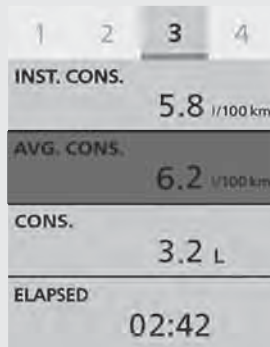 1 2 3 4
INST. CONS.
5.8 l/100 km
AVG. CONS.
6.2 l/100 km
CONS.
3.2 L
ELAPSED
02:42